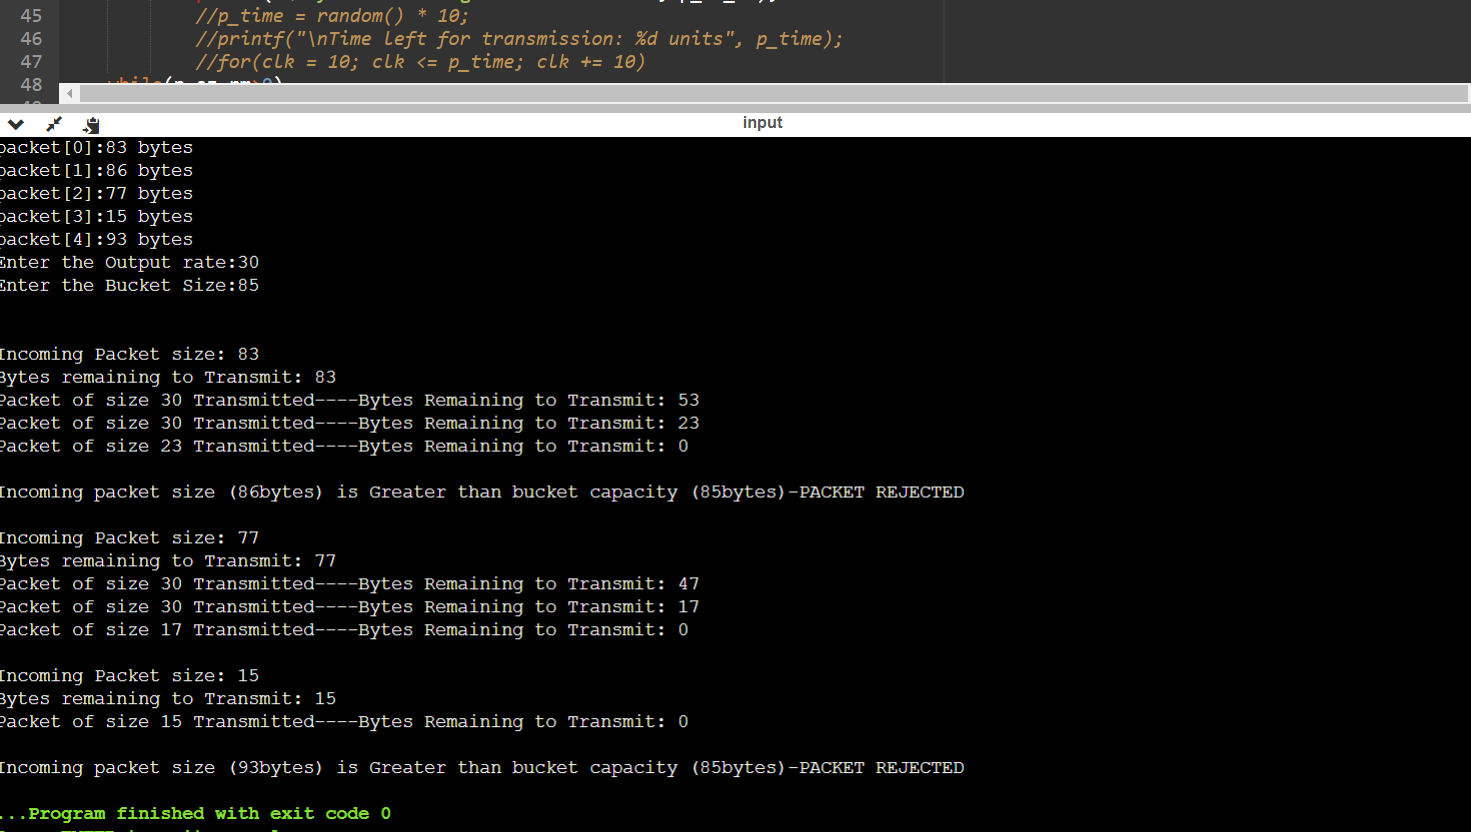 45 //p_time = random() * 10;
46 //printf("\nTime left for transmission: %d units", p_time);
47 //for(clk = 10; clk <= p_time; clk += 10)
48
input
packet[0]:83 bytes
packet[1]:86 bytes
packet[2]:77 bytes
packet[3]:15 bytes
packet[4]:93 bytes
Enter the Output rate:30
Enter the Bucket Size:85
Incoming Packet size: 83
Bytes remaining to Transmit: 83
Packet of size 30 Transmitted----Bytes Remaining to Transmit: 53
Packet of size 30 Transmitted----Bytes Remaining to Transmit: 23
Packet of size 23 Transmitted----Bytes Remaining to Transmit: 0
Incoming packet size (86bytes) is Greater than bucket capacity (85bytes)-PACKET REJECTED
Incoming Packet size: 77
Bytes remaining to Transmit: 77
Packet of size 30 Transmitted----Bytes Remaining to Transmit: 47
Packet of size 30 Transmitted----Bytes Remaining to Transmit: 17
Packet of size 17 Transmitted----Bytes Remaining to Transmit: 0
Incoming Packet size: 15
Bytes remaining to Transmit: 15
Packet of size 15 Transmitted----Bytes Remaining to Transmit: 0
Incoming packet size (93bytes) is Greater than bucket capacity (85bytes)-PACKET REJECTED
...Program finished with exit code 0